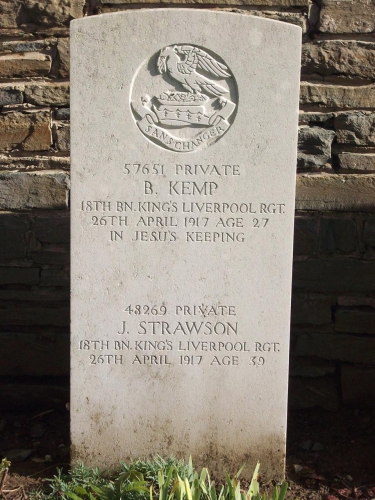 SANS CHANGER
57651 PRIVATE
B. KEMP
18TH BN. KING'S LIVERPOOL RGT.
26TH APRIL 1917 AGE 27
IN JESU'S KEEPING
48269 PRIVATE
J. STRAWSON
18TH BN. KING'S LIVERPOOL RGT.
26TH APRIL 1917 AGE 39